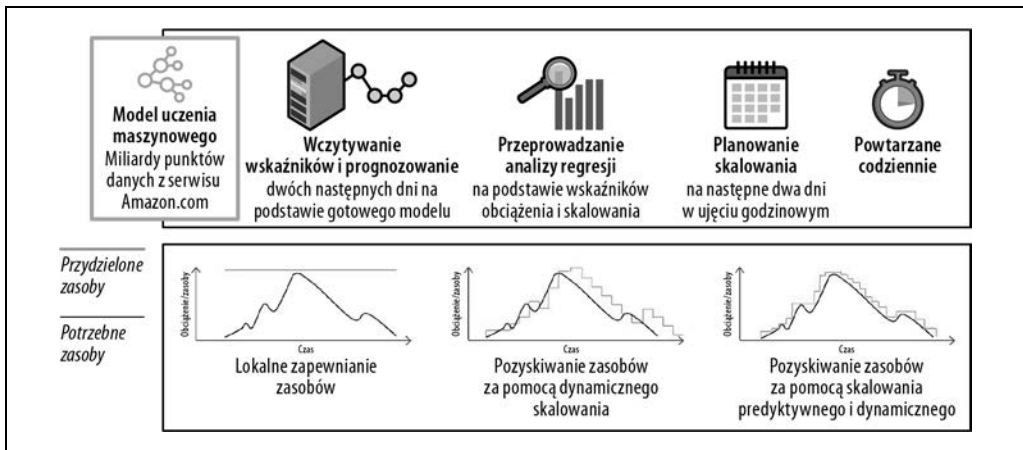 Model uczenia
maszynowego
Miliardy punktów
danych z serwisu
Amazon.com
Wczytywanie
wskaźników i prognozowanie
dwóch następnych dni na
podstawie gotowego modelu
Przeprowadzanie
analizy regresji
na podstawie wskaźników
obciążenia i skalowania
Planowanie
skalowania
na następne dwa dni
w ujęciu godzinowym
Powtarzane
codziennie
Przydzielone
zasoby
Potrzebne
zasoby
Obciążenie/zasoby
Czas
Lokalne zapewnianie
zasobów
Obciążenie/zasoby
Czas
Pozyskiwanie zasobów
za pomocą dynamicznego
skalowania
Obciążenie/zasoby
Czas
Pozyskiwanie zasobów
za pomocą skalowania
predyktywnego i dynamicznego